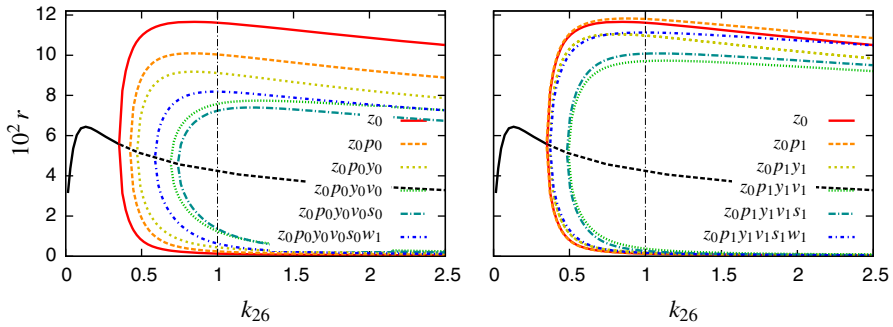 12
10
8
6
4
2
0
10² r
z₀
z₀p₀
z₀p₀y₀
z₀p₀y₀v₀
z₀p₀y₀v₀s₀
z₀p₀y₀v₀s₀w₁
0 0.5 1 1.5 2 2.5
k₂₆
z₀
z₀p₁
z₀p₁y₁
z₀p₁y₁v₁
z₀p₁y₁v₁s₁
z₀p₁y₁v₁s₁w₁
0 0.5 1 1.5 2 2.5
k₂₆